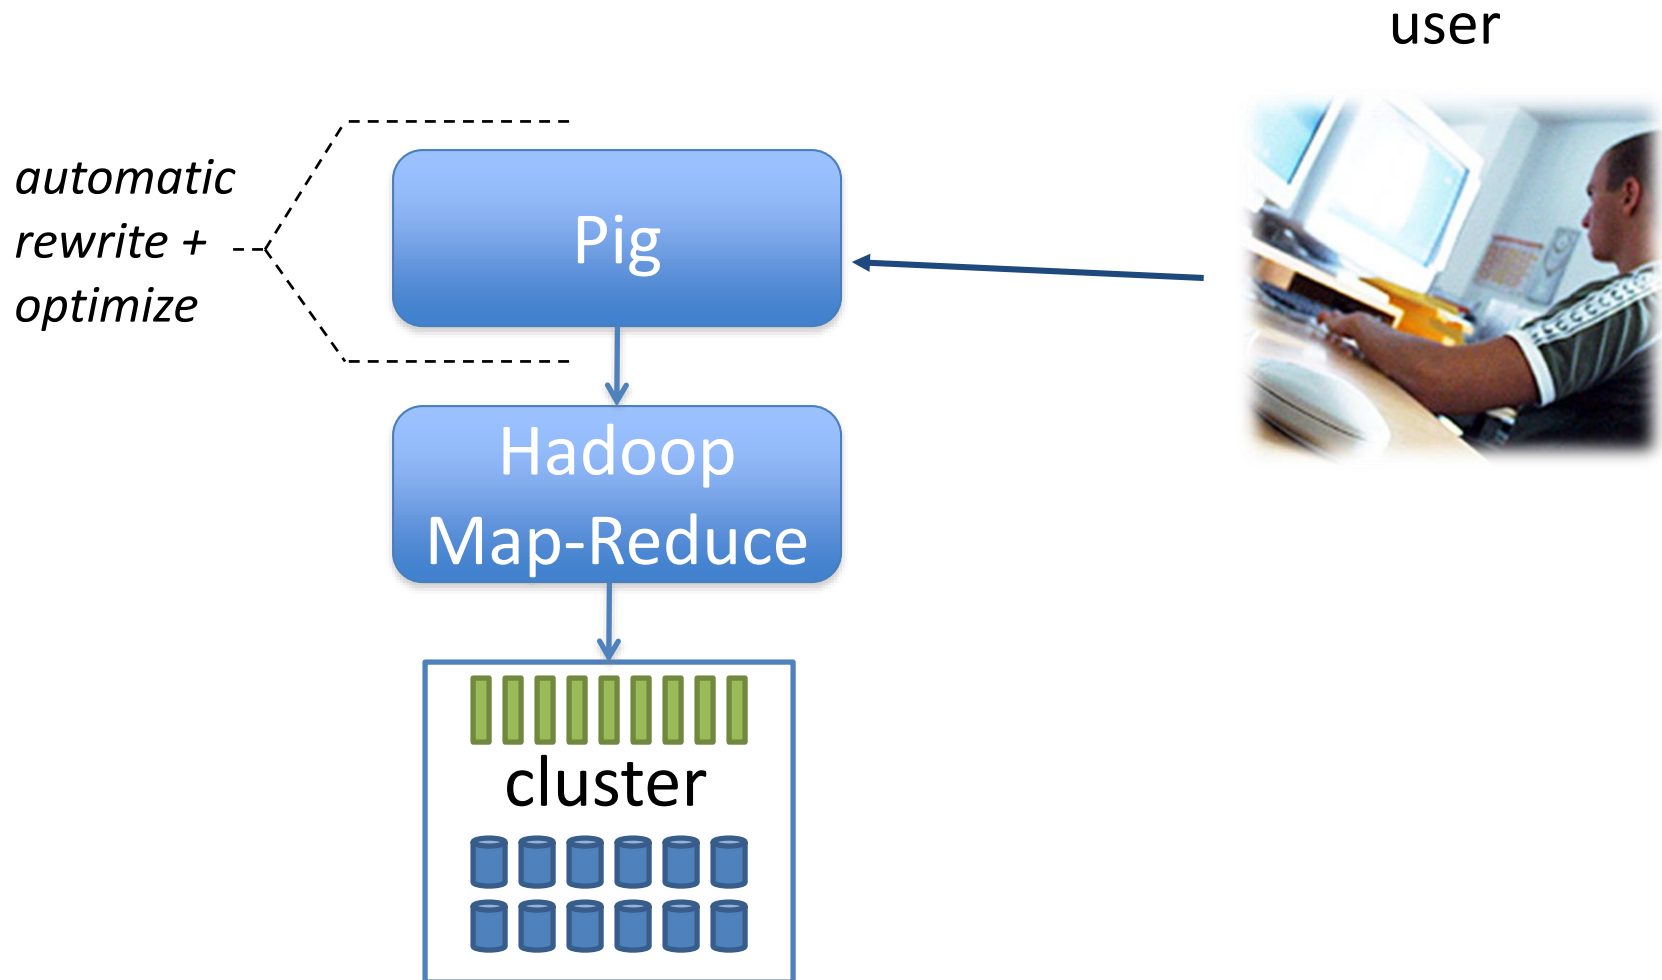 user
automatic
rewrite +
optimize
Pig
Hadoop
Map-Reduce
cluster